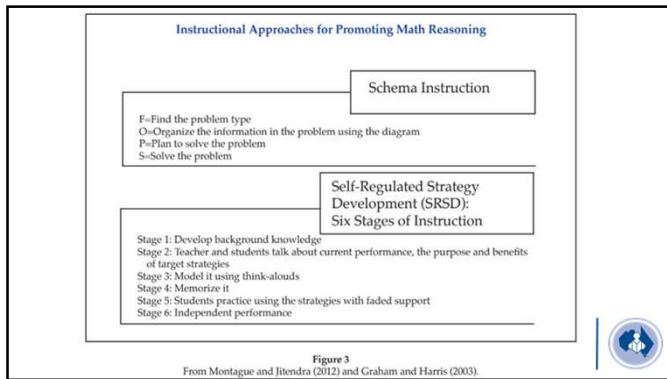 Instructional Approaches for Promoting Math Reasoning
Schema Instruction
F=Find the problem type
O=Organize the information in the problem using the diagram
P=Plan to solve the problem
S=Solve the problem
Self-Regulated Strategy
Development (SRSD):
Six Stages of Instruction
Stage 1: Develop background knowledge
Stage 2: Teacher and students talk about current performance, the purpose and benefits
of target strategies
Stage 3: Model it using think-alouds
Stage 4: Memorize it
Stage 5: Students practice using the strategies with faded support
Stage 6: Independent performance
Figure 3
From Montague and Jitendra (2012) and Graham and Harris (2003).